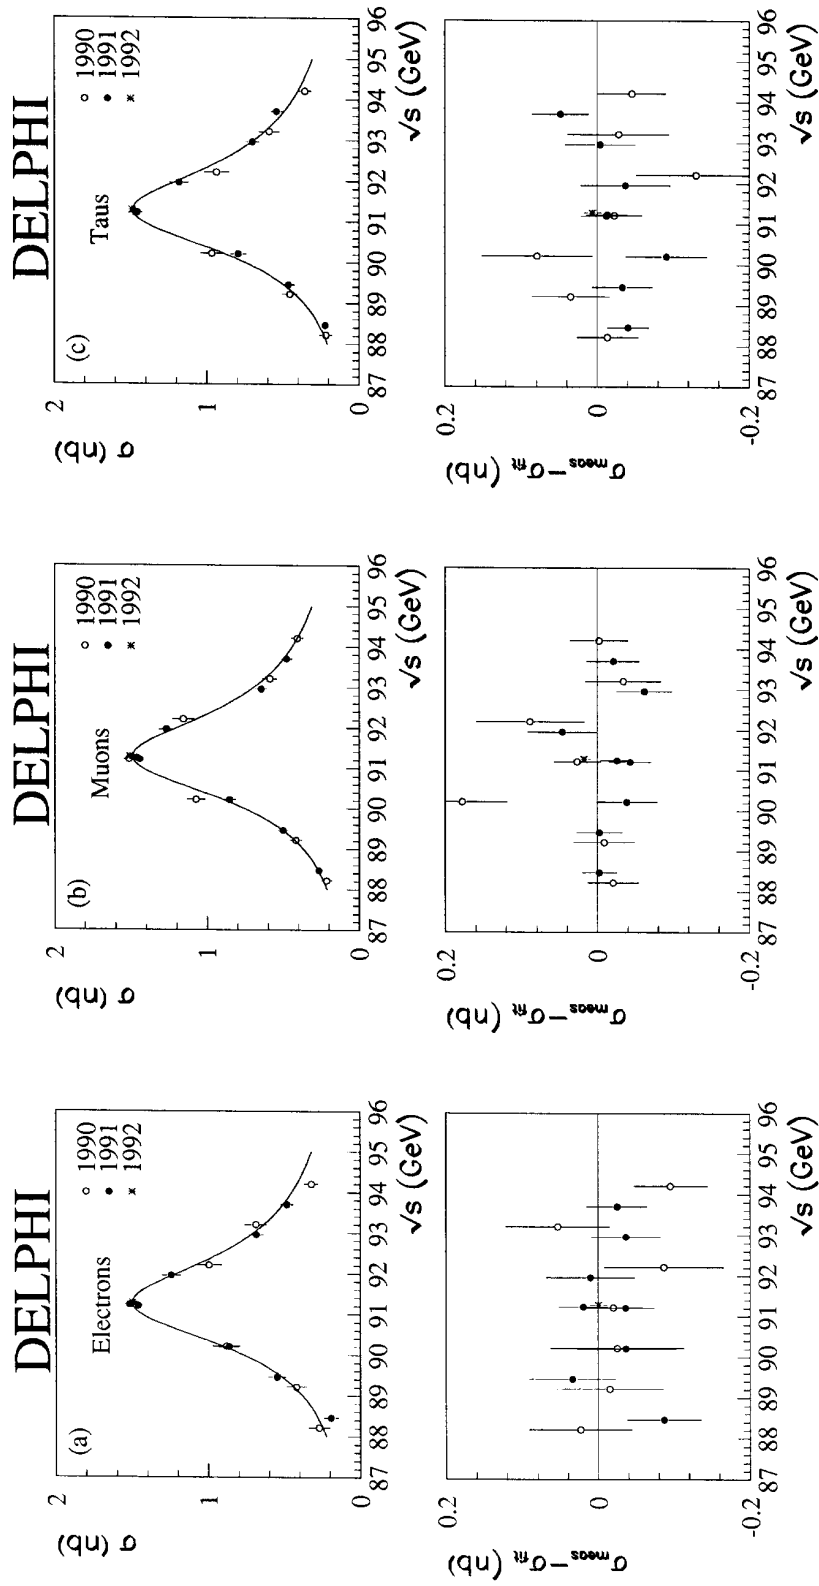 DELPHI
(a)
Electrons
1990
1991
1992
σ (nb)
2
1
0
87 88 89 90 91 92 93 94 95 96
√s (GeV)
σmeas–σfit (nb)
0.2
0
-0.2
87 88 89 90 91 92 93 94 95 96
√s (GeV)
DELPHI
(b)
Muons
1990
1991
1992
σ (nb)
2
1
0
87 88 89 90 91 92 93 94 95 96
√s (GeV)
σmeas–σfit (nb)
0.2
0
-0.2
87 88 89 90 91 92 93 94 95 96
√s (GeV)
DELPHI
(c)
Taus
1990
1991
1992
σ (nb)
2
1
0
87 88 89 90 91 92 93 94 95 96
√s (GeV)
σmeas–σfit (nb)
0.2
0
-0.2
87 88 89 90 91 92 93 94 95 96
√s (GeV)